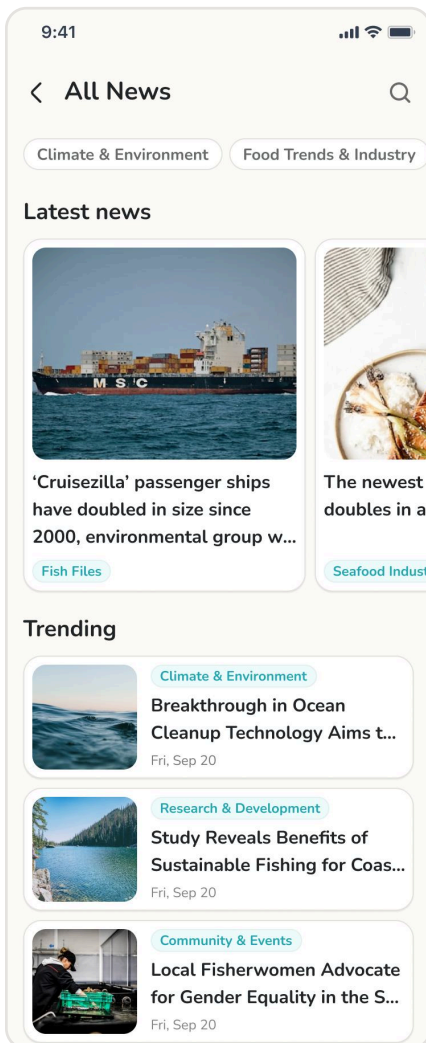 9:41
All News
Climate & Environment
Food Trends & Industry
Latest news
M S C
‘Cruisezilla’ passenger ships
have doubled in size since
2000, environmental group w...
Fish Files
The newest
doubles in a
Seafood Indust
Trending
Climate & Environment
Breakthrough in Ocean
Cleanup Technology Aims t...
Fri, Sep 20
Research & Development
Study Reveals Benefits of
Sustainable Fishing for Coas...
Fri, Sep 20
Community & Events
Local Fisherwomen Advocate
for Gender Equality in the S...
Fri, Sep 20